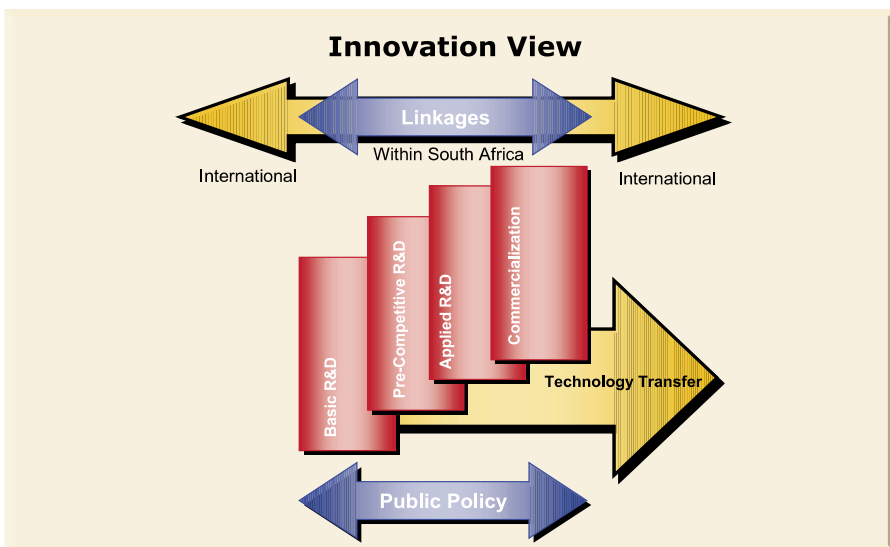 Innovation View
Linkages
Within South Africa
International
International
Basic R&D
Pre-Competitive R&D
Applied R&D
Commercialization
Technology Transfer
Public Policy